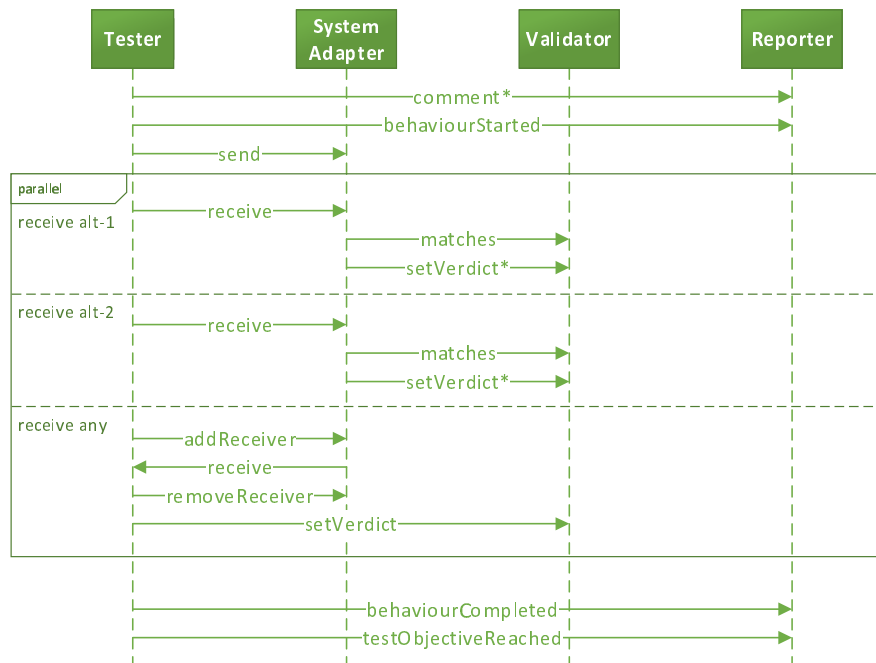 Tester
System
Adapter
Validator
Reporter
comment*
behaviourStarted
send
parallel
receive alt-1
receive
matches
setVerdict*
receive alt-2
receive
matches
setVerdict*
receive any
addReceiver
receive
removeReceiver
setVerdict
behaviourCompleted
testObjectiveReached